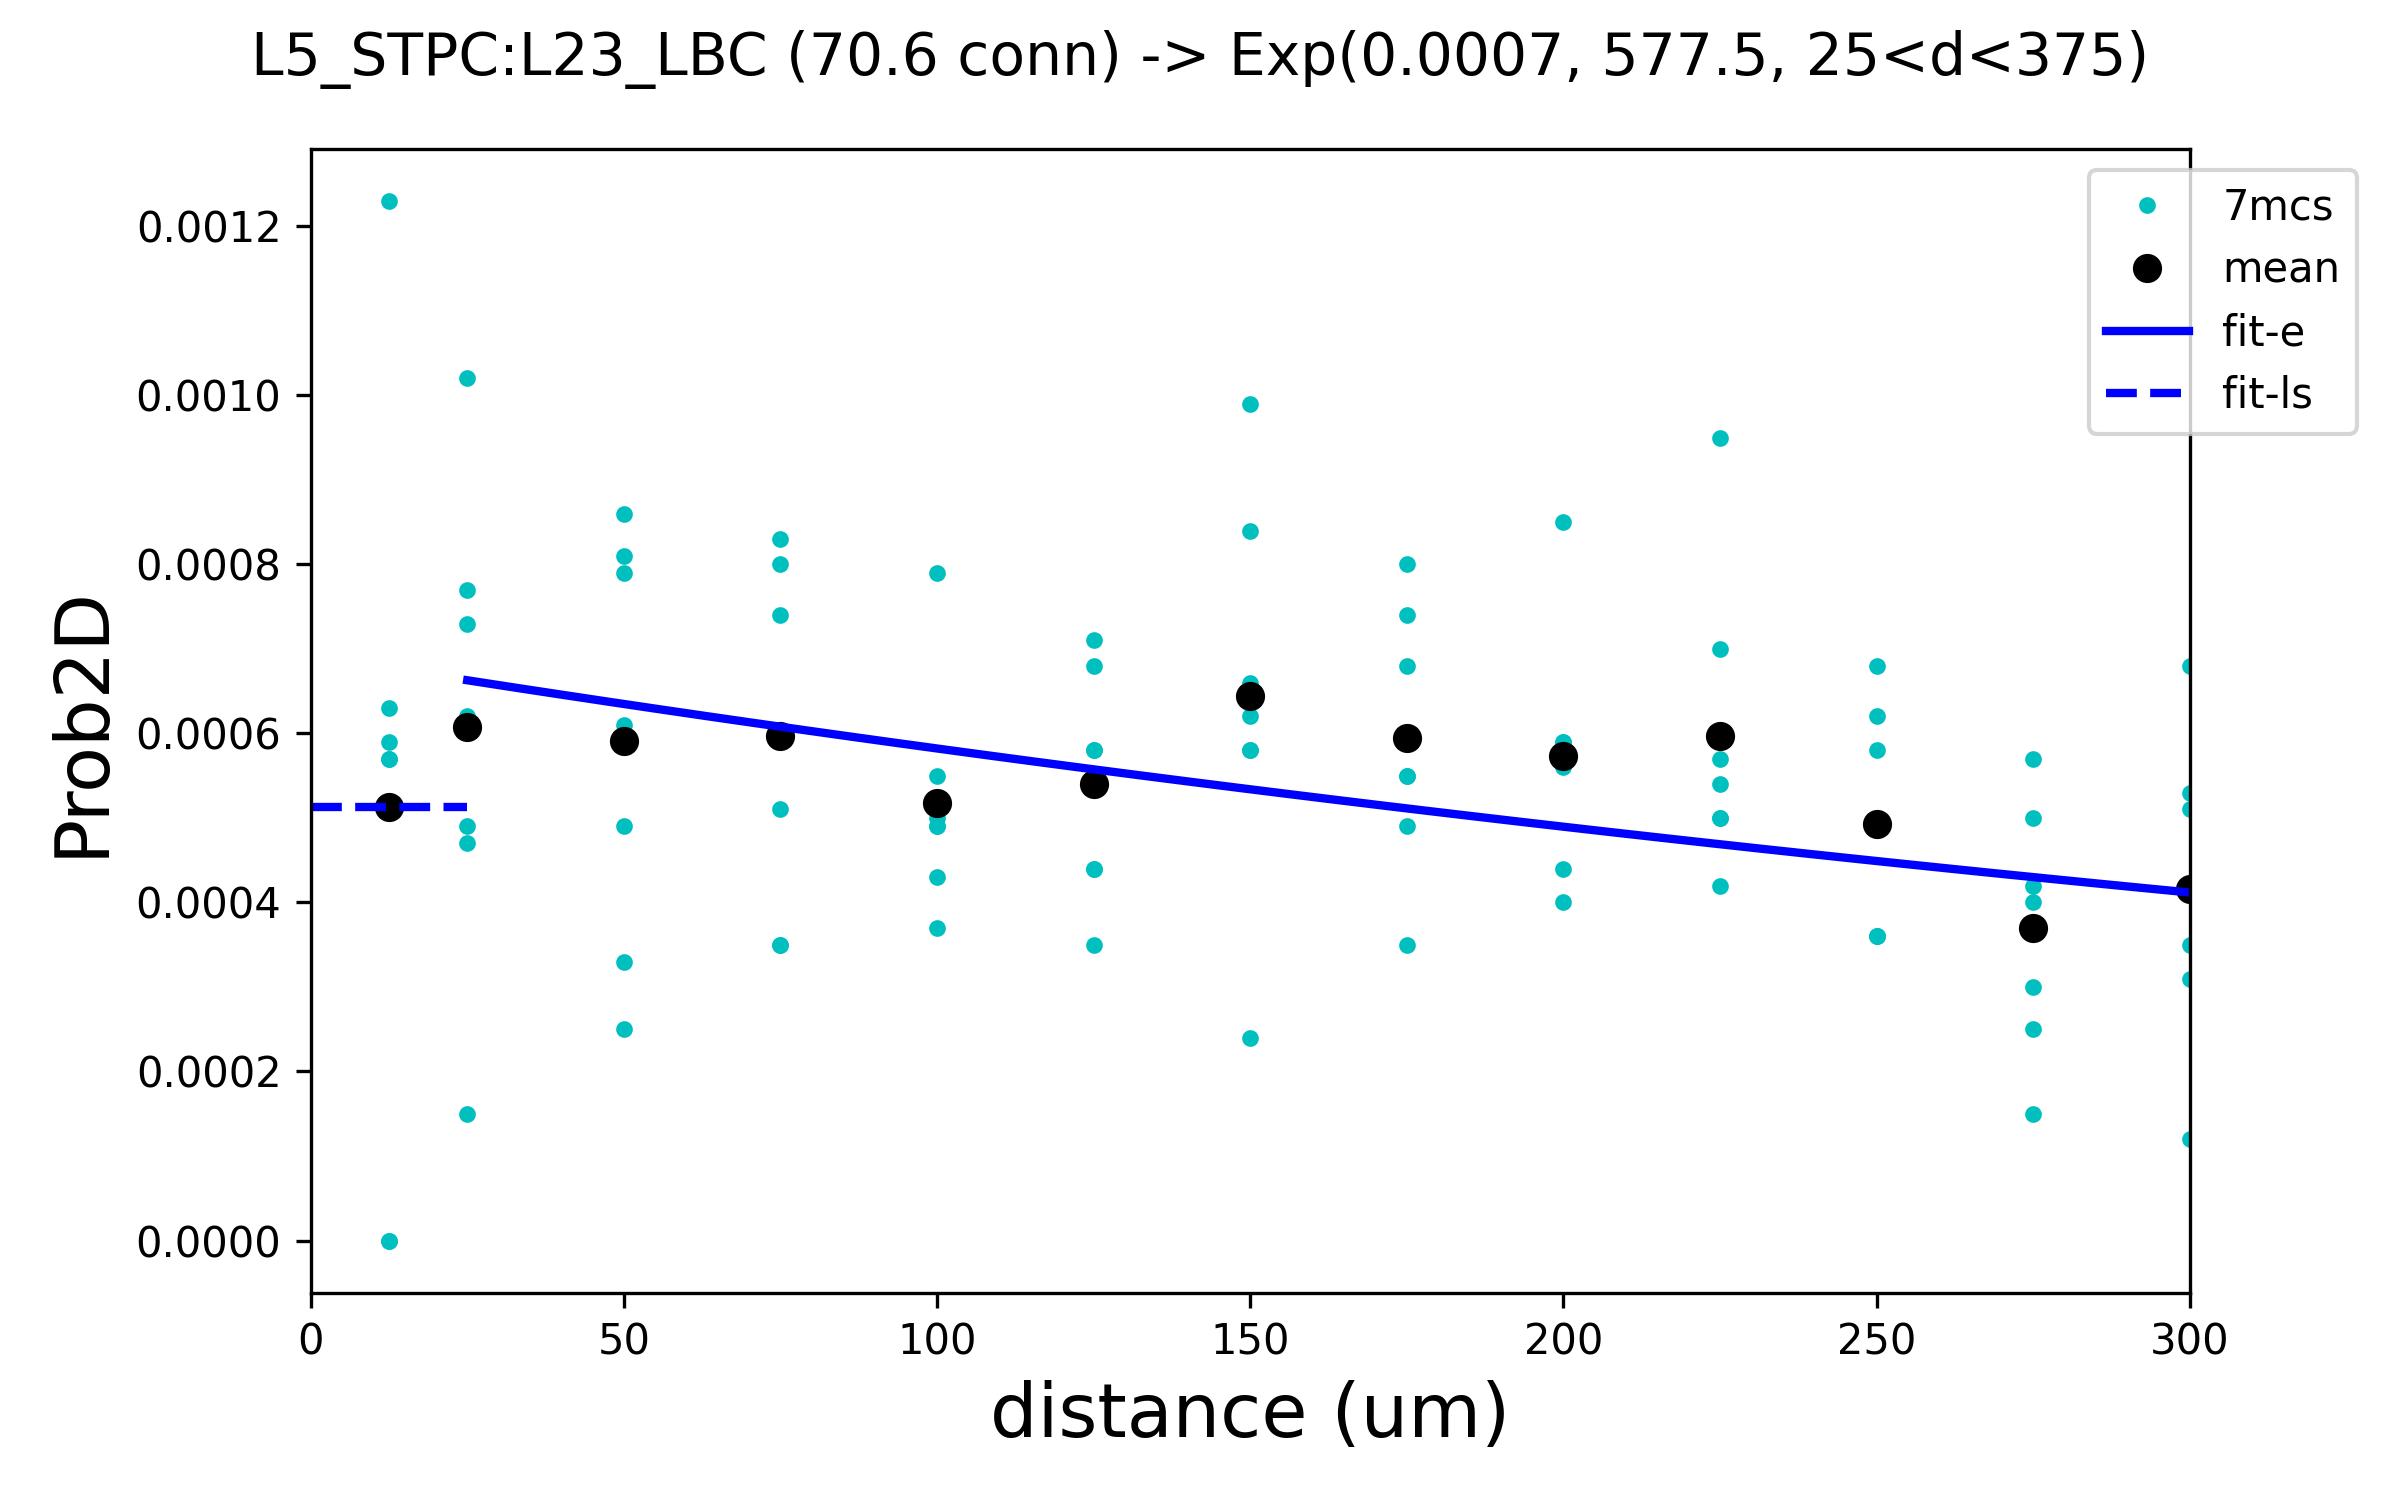 L5_STPC:L23_LBC (70.6 conn) -> Exp(0.0007, 577.5, 25<d<375)
7mcs
mean
fit-e
fit-ls
Prob2D
0.0012
0.0010
0.0008
0.0006
0.0004
0.0002
0.0000
0 50 100 150 200 250 300
distance (um)